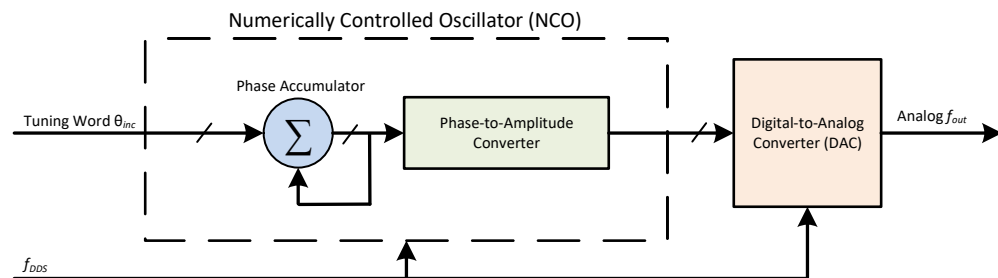 Numerically Controlled Oscillator (NCO)
Phase Accumulator
Tuning Word θinc
Σ
Phase-to-Amplitude
Converter
Digital-to-Analog
Converter (DAC)
Analog fout
fDDS